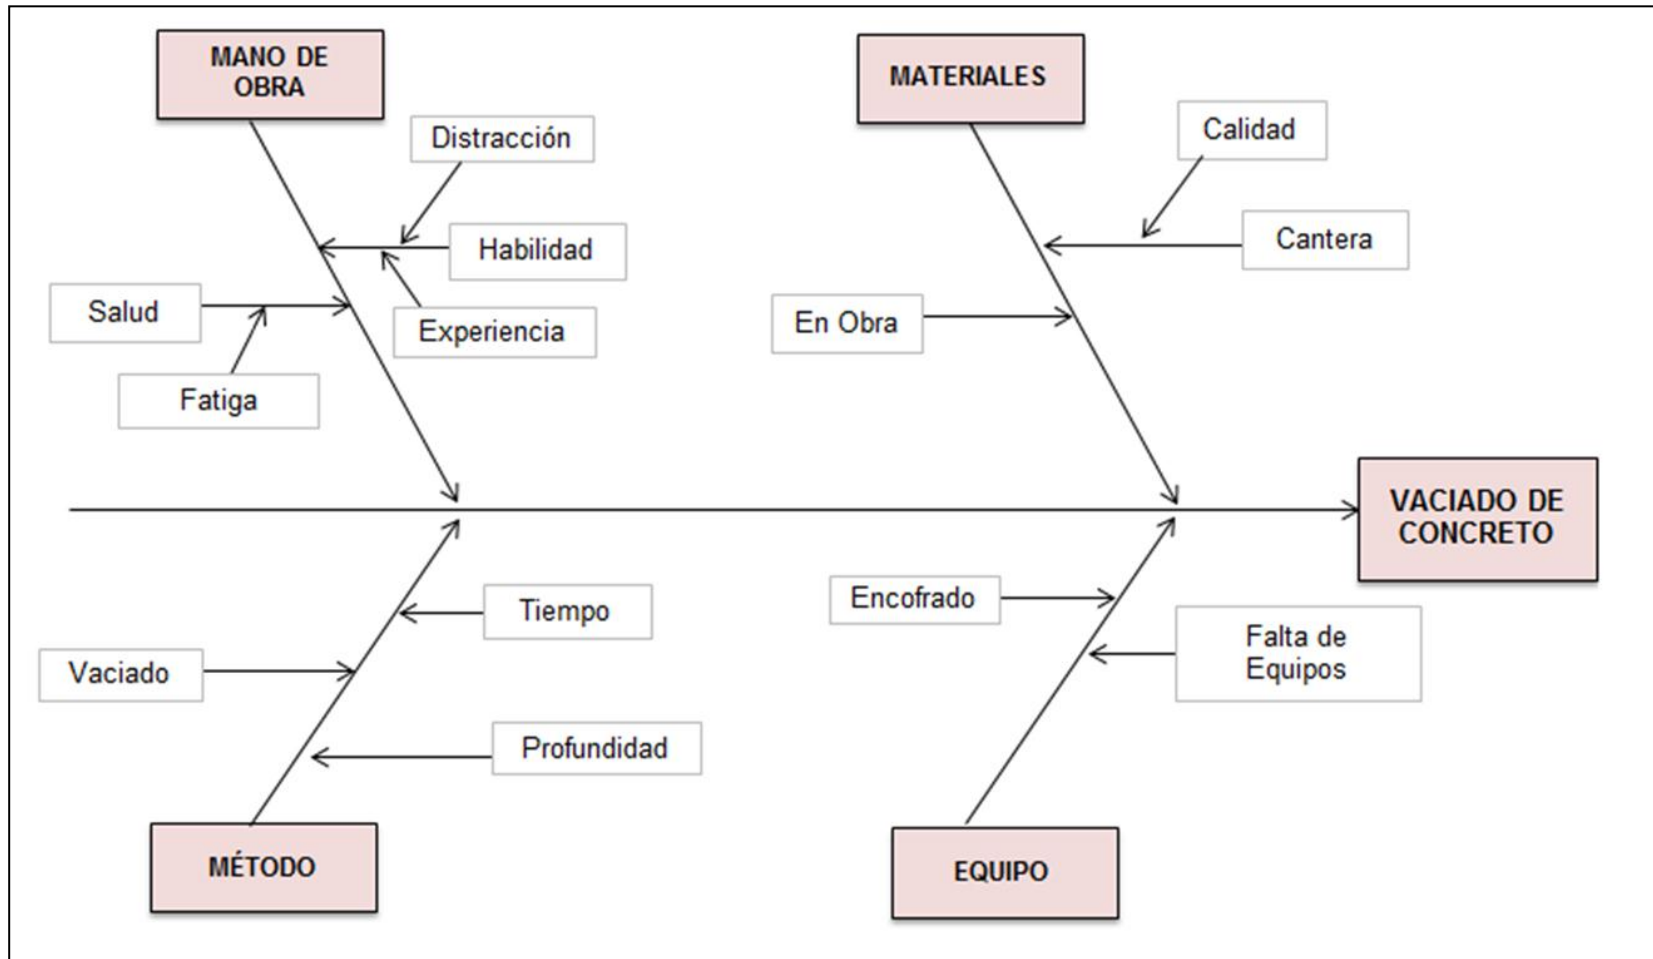 MANO DE
OBRA
MATERIALES
Distracción
Calidad
Habilidad
Cantera
Salud
Experiencia
En Obra
Fatiga
VACIADO DE
CONCRETO
Encofrado
Tiempo
Falta de
Equipos
Vaciado
Profundidad
MÉTODO
EQUIPO